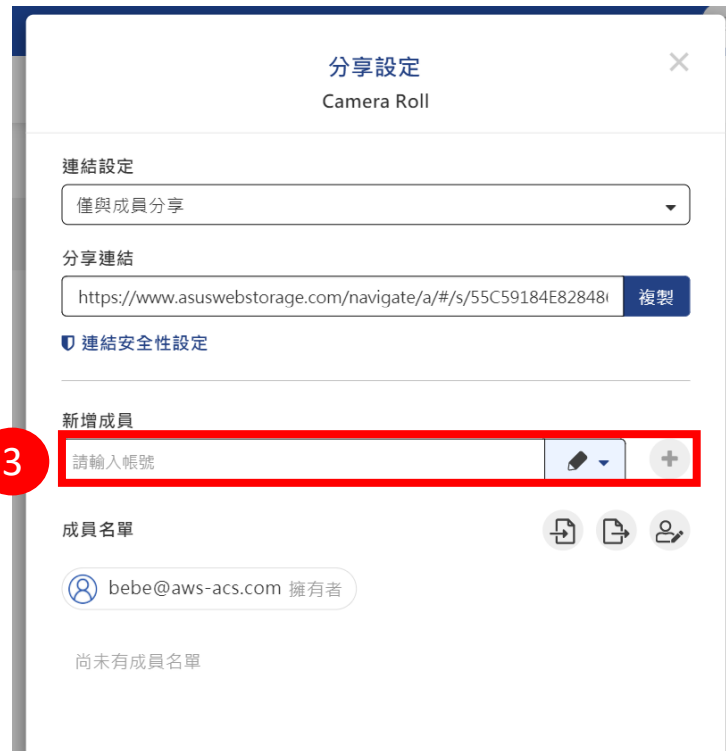 分享設定
Camera Roll
連結設定
僅與成員分享
分享連結
https://www.asuswebstorage.com/navigate/a/#/s/55C59184E82848
複製
連結安全性設定
新增成員
3
請輸入帳號
成員名單
bebe@aws-acs.com 擁有者
尚未有成員名單